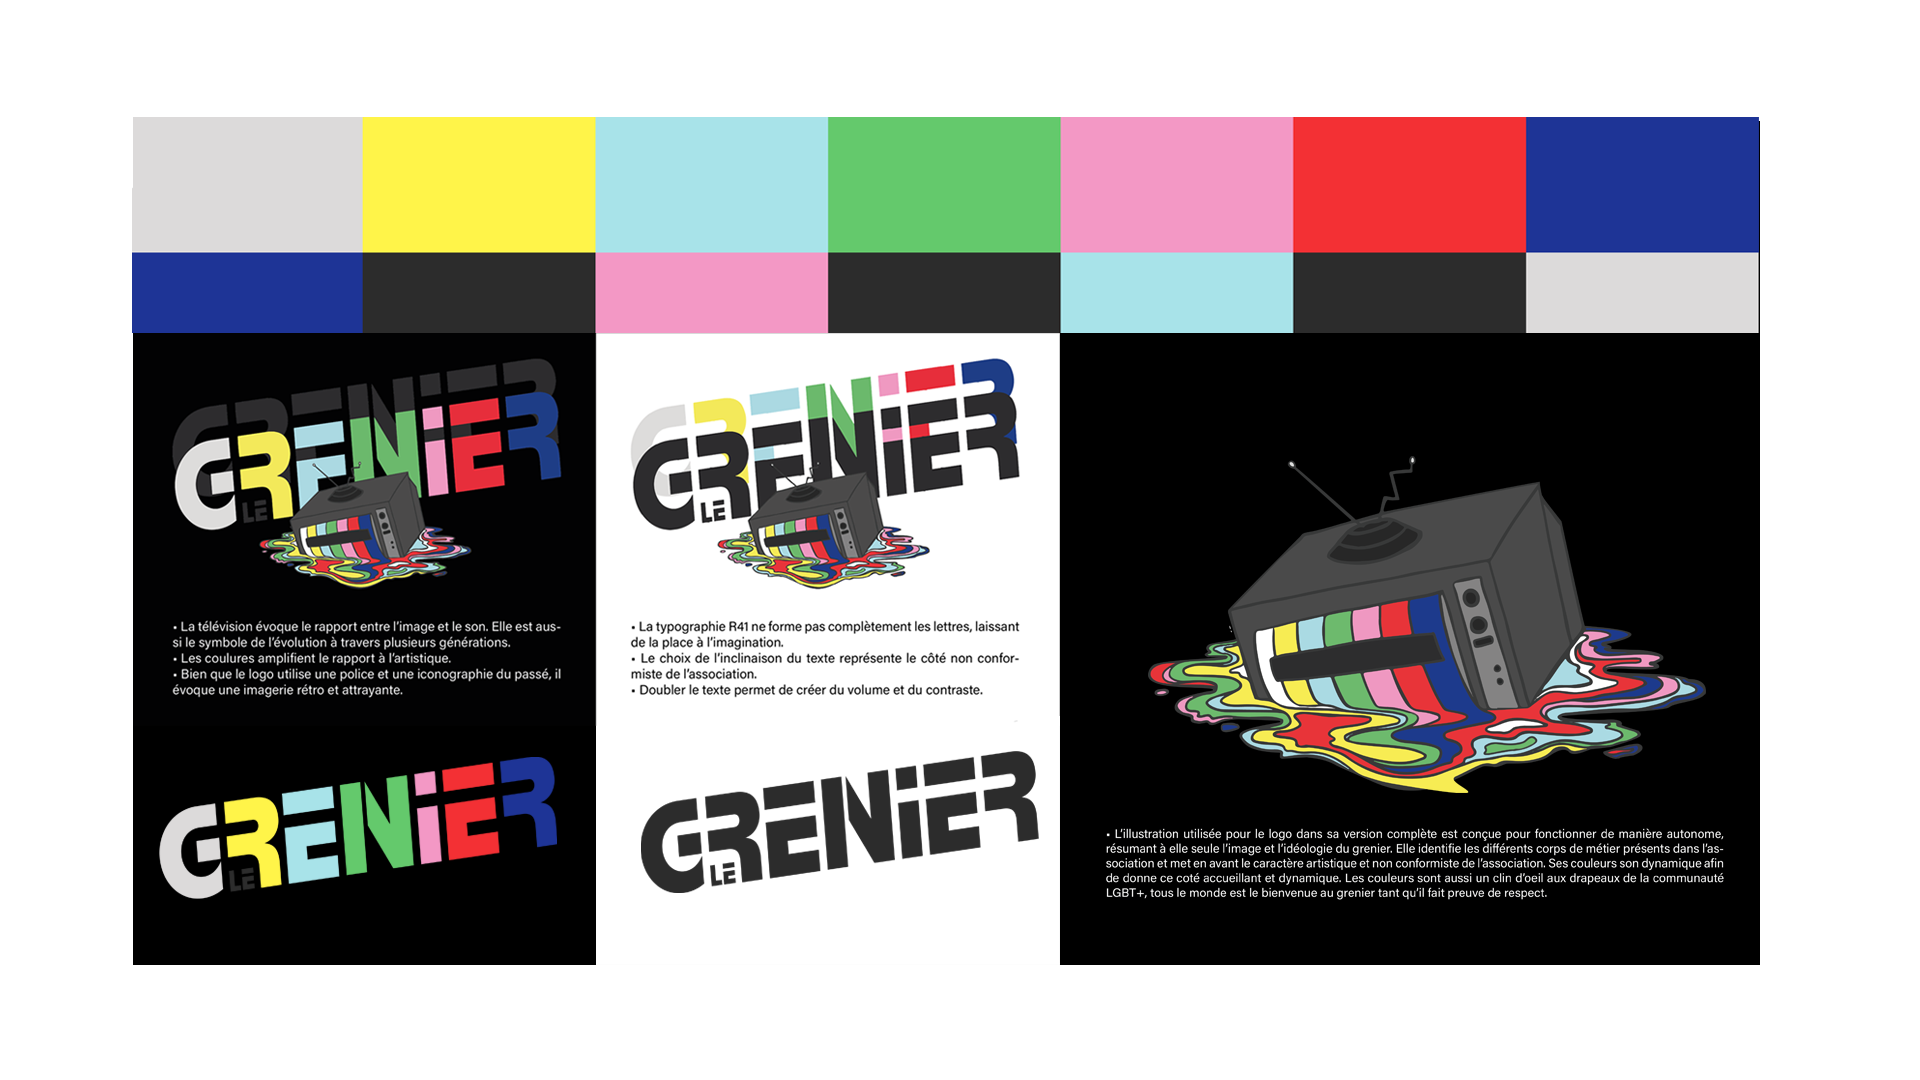 GRENiER
LE
• La télévision évoque le rapport entre l'image et le son. Elle est aus-
si le symbole de l'évolution à travers plusieurs générations.
• Les coulures amplifient le rapport à l'artistique.
• Bien que le logo utilise une police et une iconographie du passé, il
évoque une imagerie rétro et attrayante.
GRENiER
LE
GRENiER
LE
• La typographie R41 ne forme pas complètement les lettres, laissant
de la place à l'imagination.
• Le choix de l'inclinaison du texte représente le côté non confor-
miste de l'association.
• Doubler le texte permet de créer du volume et du contraste.
GRENiER
LE
• L'illustration utilisée pour le logo dans sa version complète est conçue pour fonctionner de manière autonome,
résumant à elle seule l'image et l'idéologie du grenier. Elle identifie les différents corps de métier présents dans l'as-
sociation et met en avant le caractère artistique et non conformiste de l'association. Ses couleurs son dynamique afin
de donne ce coté accueillant et dynamique. Les couleurs sont aussi un clin d'oeil aux drapeaux de la communauté
LGBT+, tous le monde est le bienvenue au grenier tant qu'il fait preuve de respect.